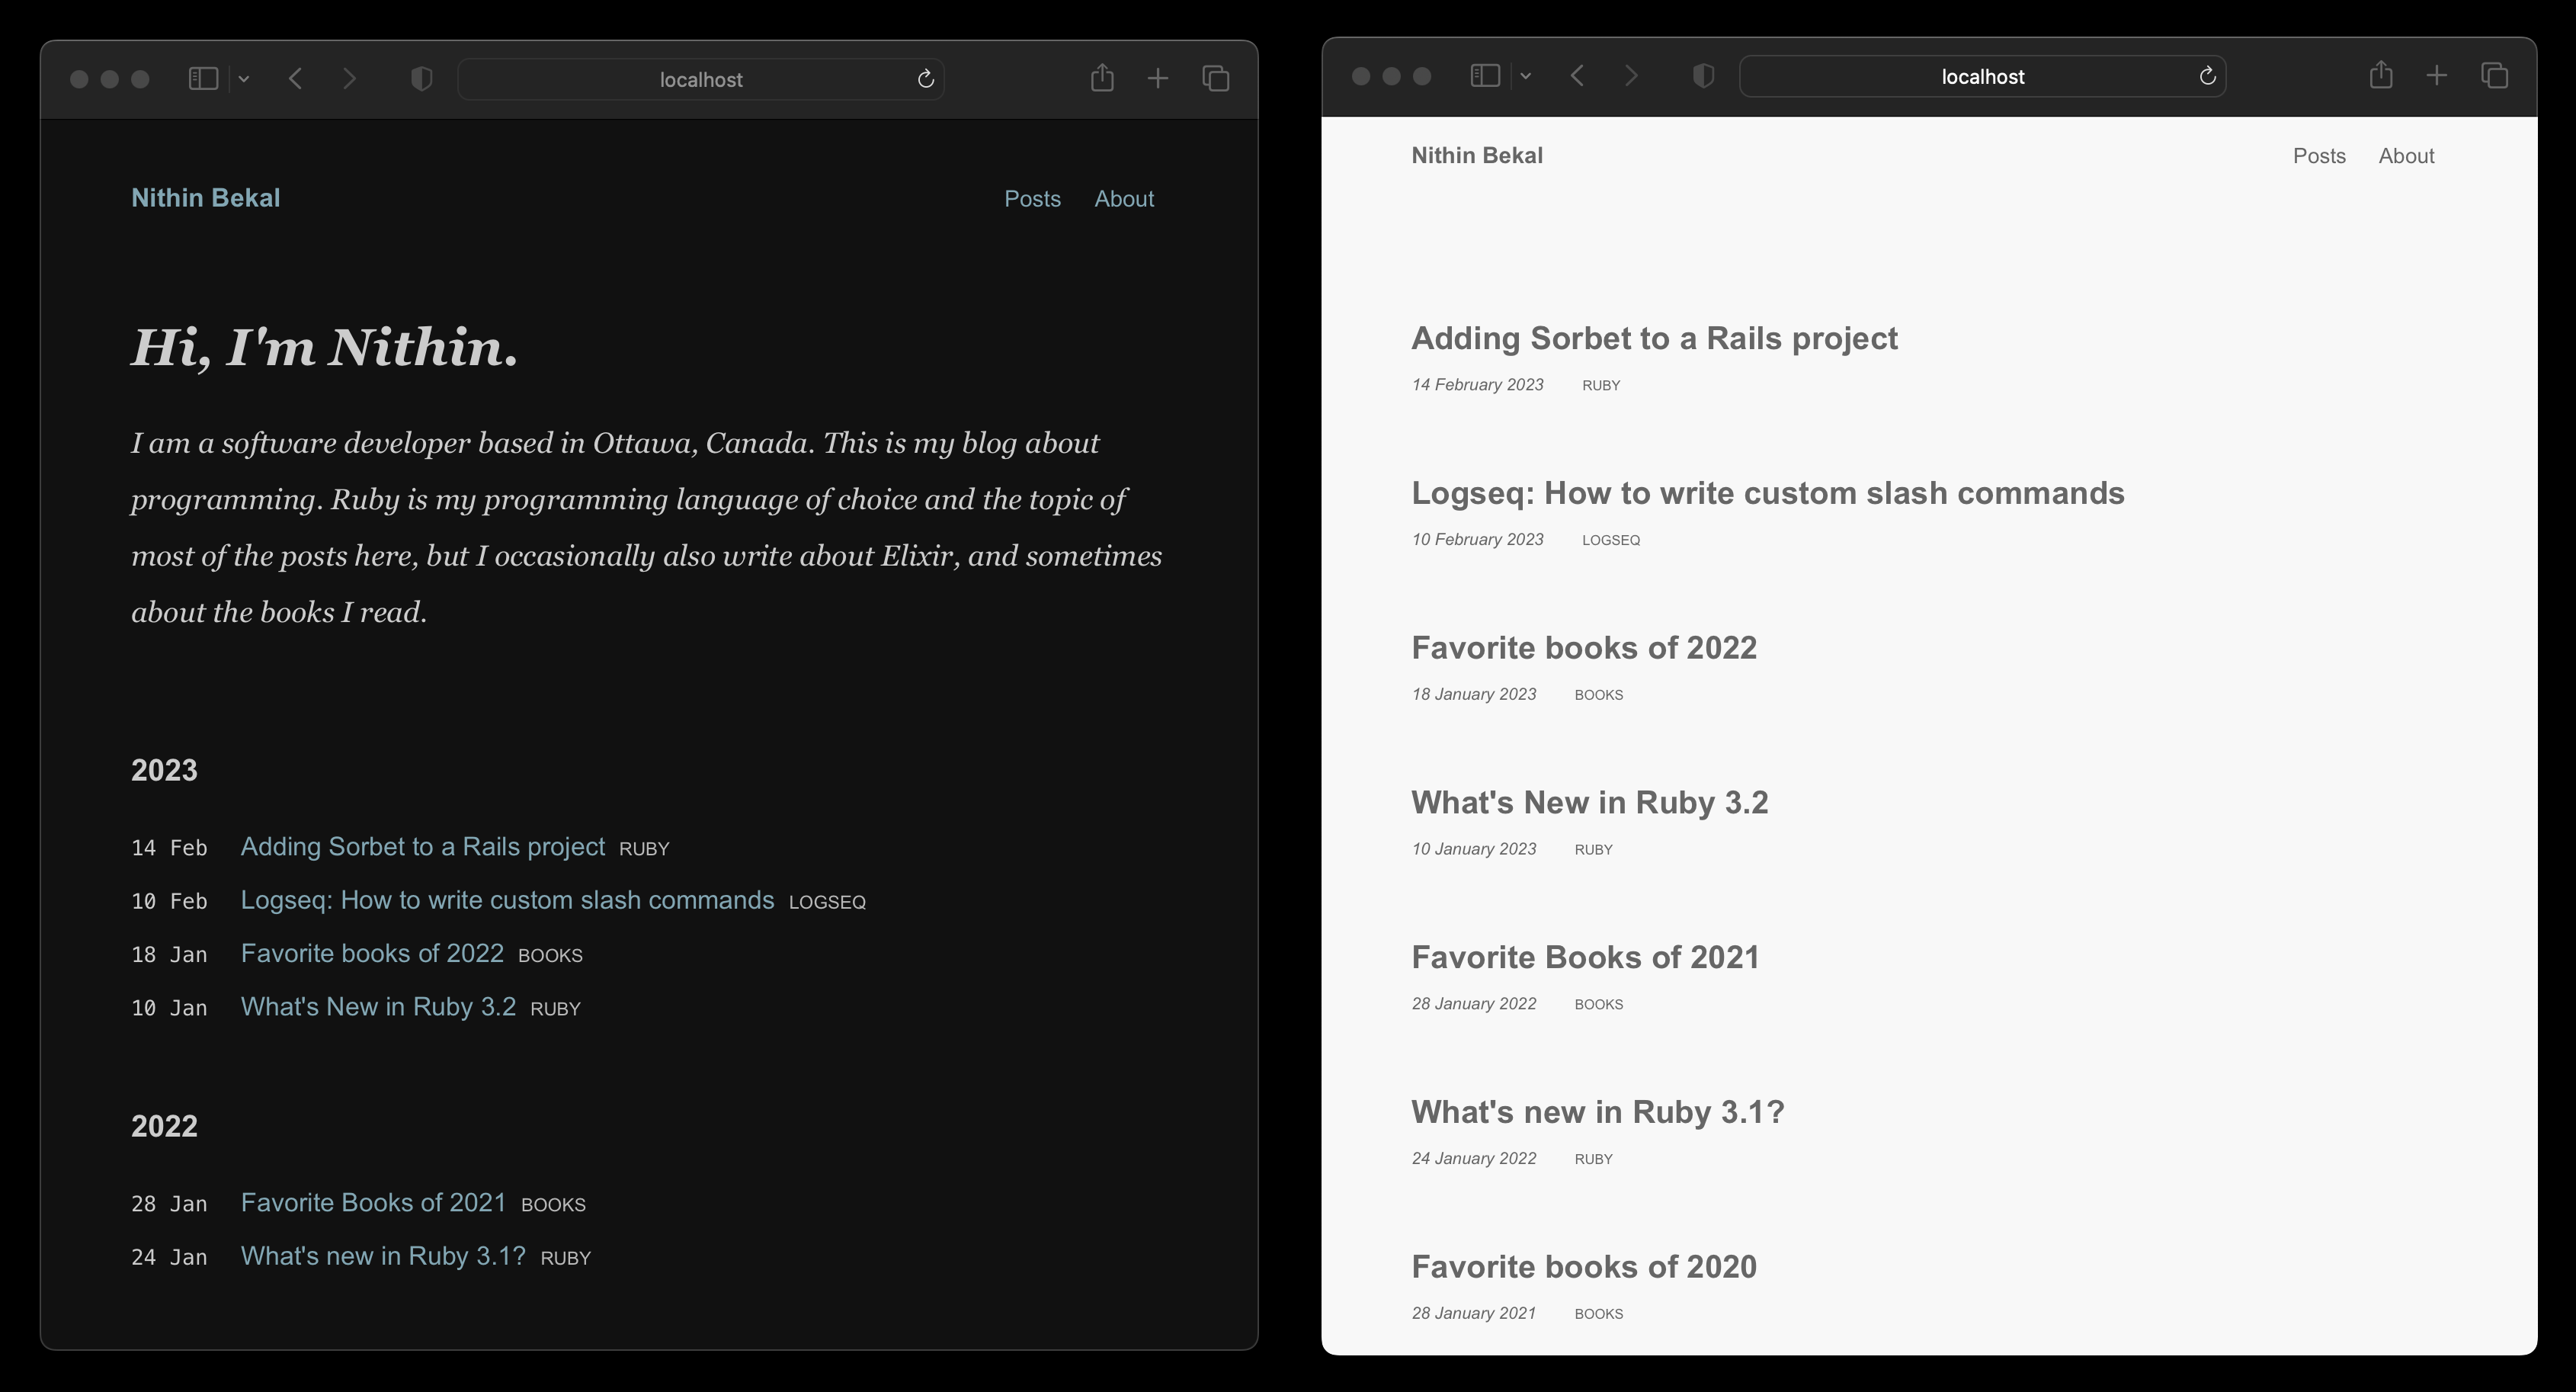 localhost
Nithin Bekal
Posts About
Hi, I'm Nithin.
I am a software developer based in Ottawa, Canada. This is my blog about
programming. Ruby is my programming language of choice and the topic of
most of the posts here, but I occasionally also write about Elixir, and sometimes
about the books I read.
2023
14 Feb Adding Sorbet to a Rails project RUBY
10 Feb Logseq: How to write custom slash commands LOGSEQ
18 Jan Favorite books of 2022 BOOKS
10 Jan What's New in Ruby 3.2 RUBY
2022
28 Jan Favorite Books of 2021 BOOKS
24 Jan What's new in Ruby 3.1? RUBY
localhost
Nithin Bekal
Posts About
Adding Sorbet to a Rails project
14 February 2023 RUBY
Logseq: How to write custom slash commands
10 February 2023 LOGSEQ
Favorite books of 2022
18 January 2023 BOOKS
What's New in Ruby 3.2
10 January 2023 RUBY
Favorite Books of 2021
28 January 2022 BOOKS
What's new in Ruby 3.1?
24 January 2022 RUBY
Favorite books of 2020
28 January 2021 BOOKS